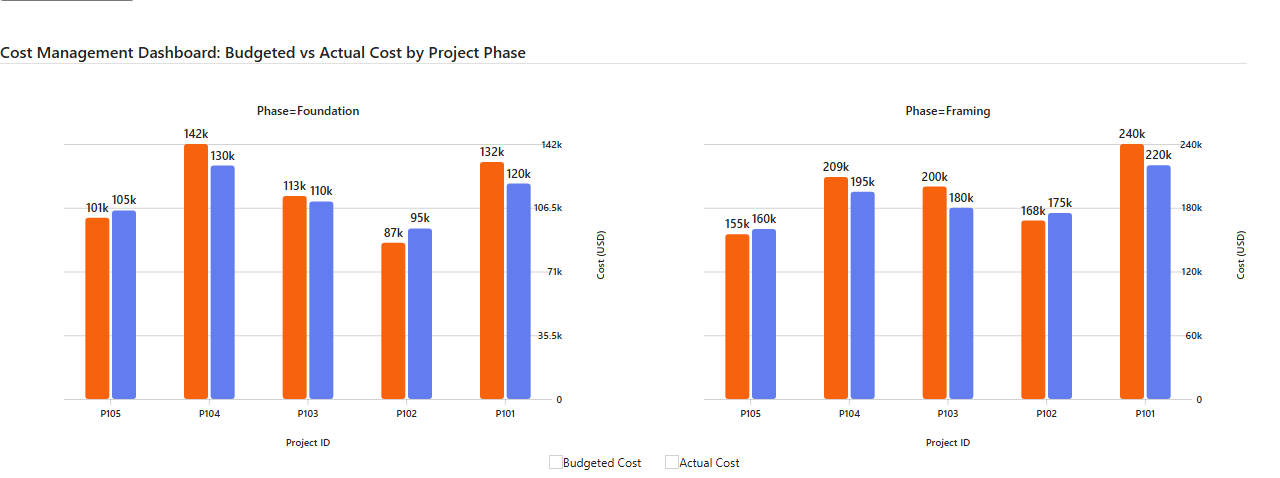 Cost Management Dashboard: Budgeted vs Actual Cost by Project Phase
Phase=Foundation
142k
130k
132k
120k
113k
110k
101k
105k
87k
95k
142k
106.5k
71k
35.5k
0
Cost (USD)
P105 P104 P103 P102 P101
Project ID
Phase=Framing
240k
220k
209k
195k
200k
180k
155k
160k
168k
175k
240k
180k
120k
60k
0
Cost (USD)
P105 P104 P103 P102 P101
Project ID
Budgeted Cost Actual Cost